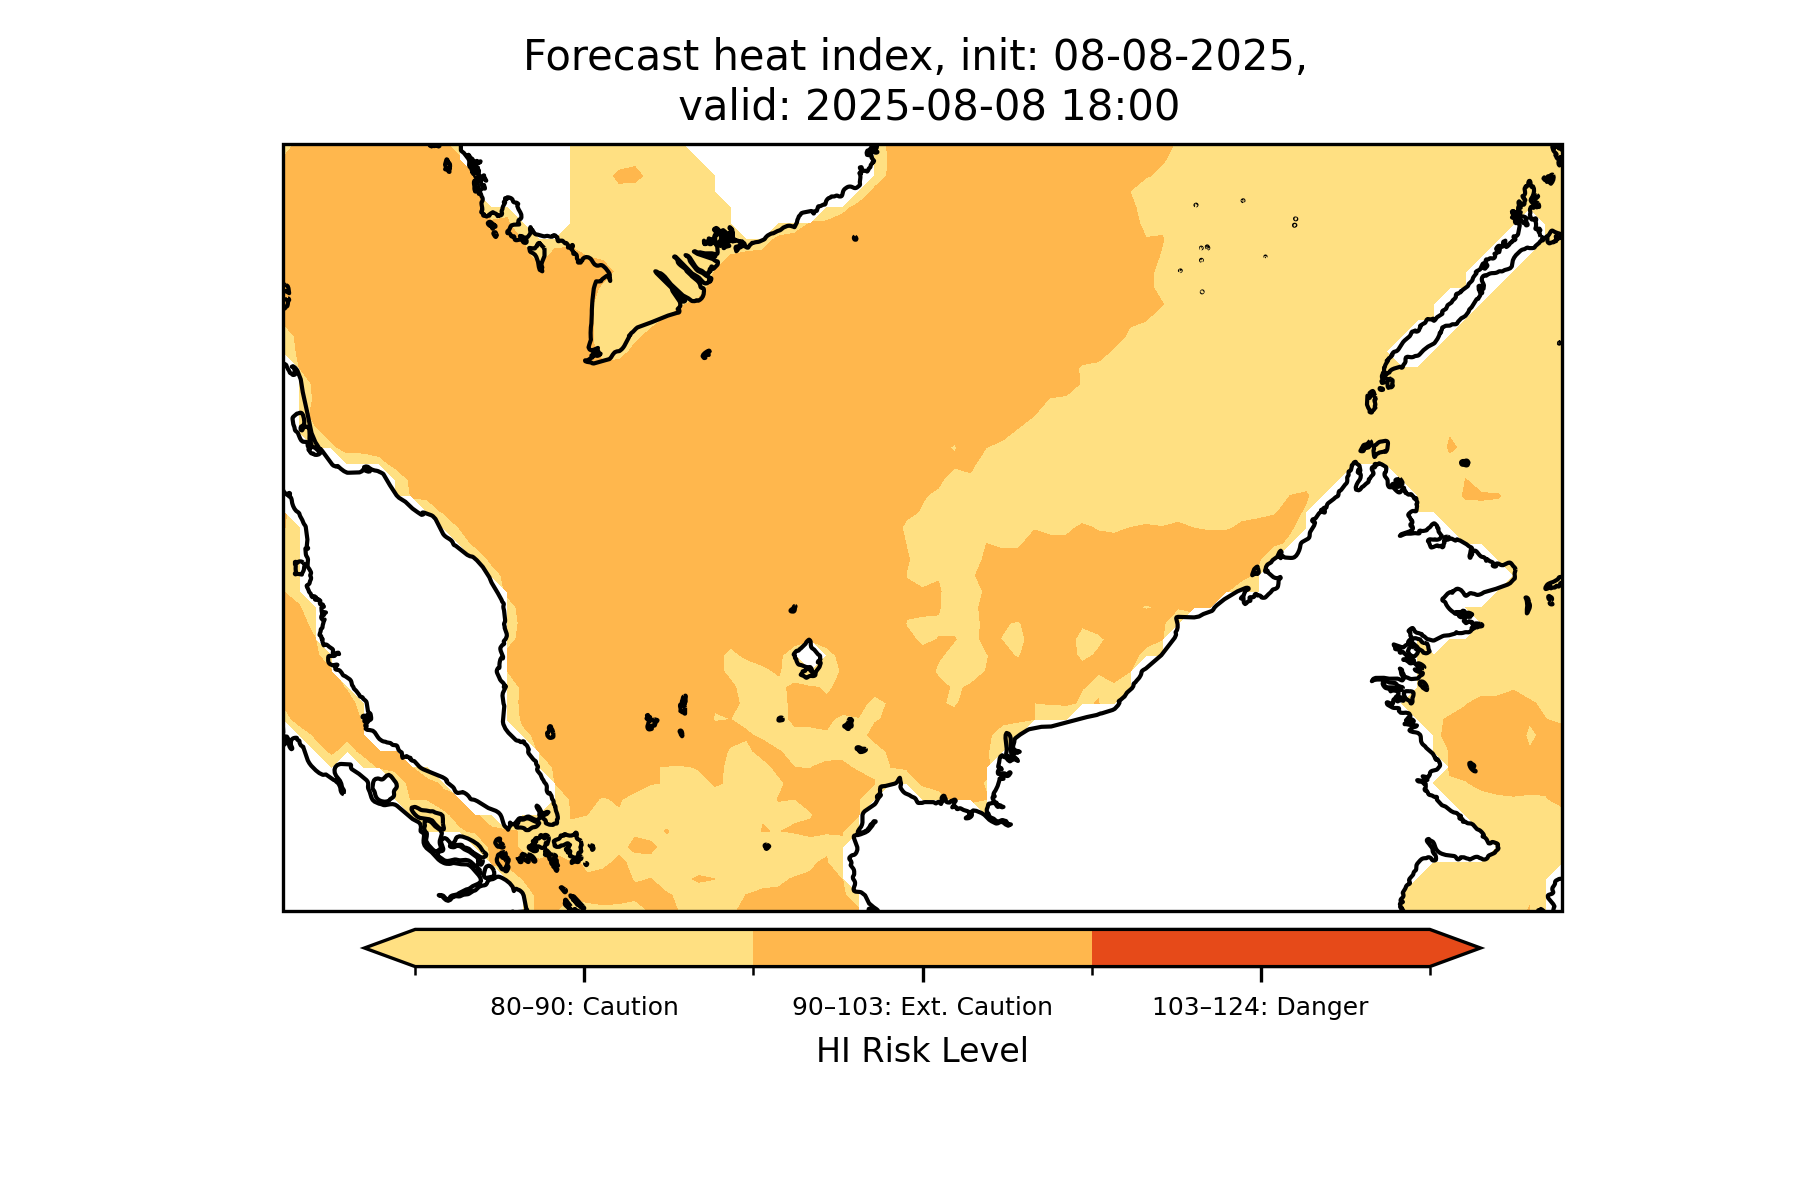 Forecast heat index, init: 08-08-2025,
valid: 2025-08-08 18:00
80–90: Caution
90–103: Ext. Caution
103–124: Danger
HI Risk Level